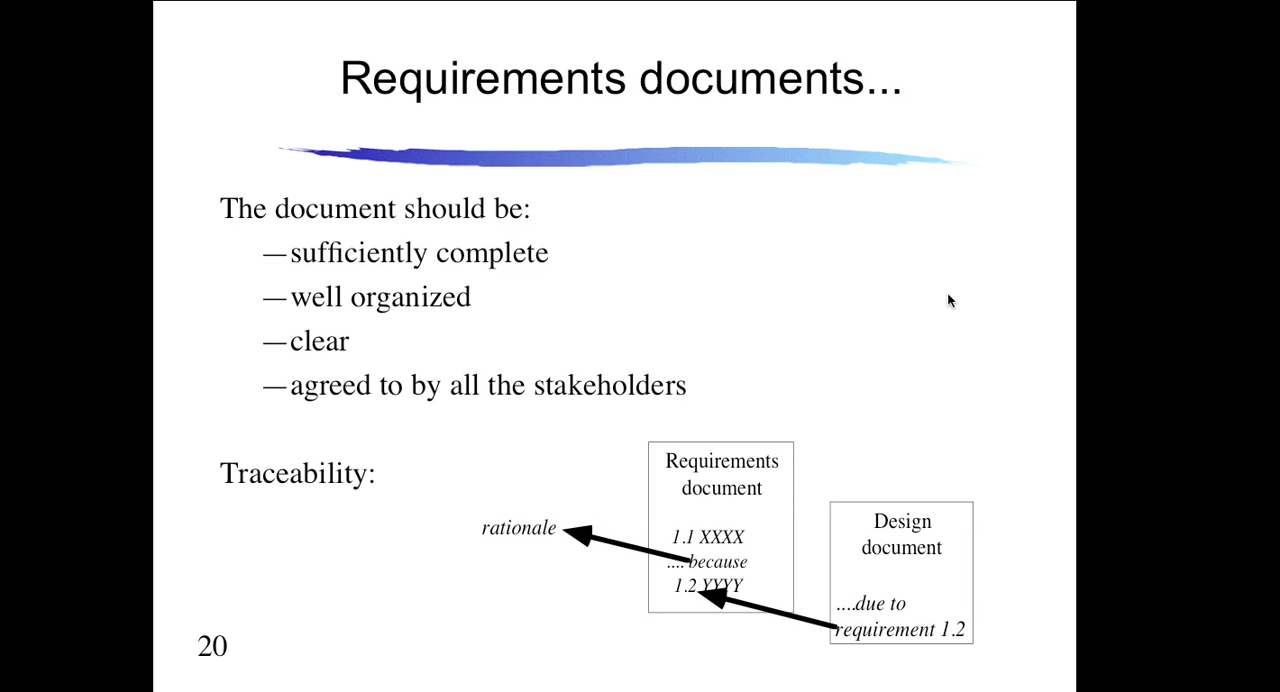 Requirements documents...
The document should be:
—sufficiently complete
—well organized
—clear
—agreed to by all the stakeholders
Traceability:
rationale
Requirements
document
1.1 XXXX
....because
1.2 YYYY
Design
document
....due to
requirement 1.2
20